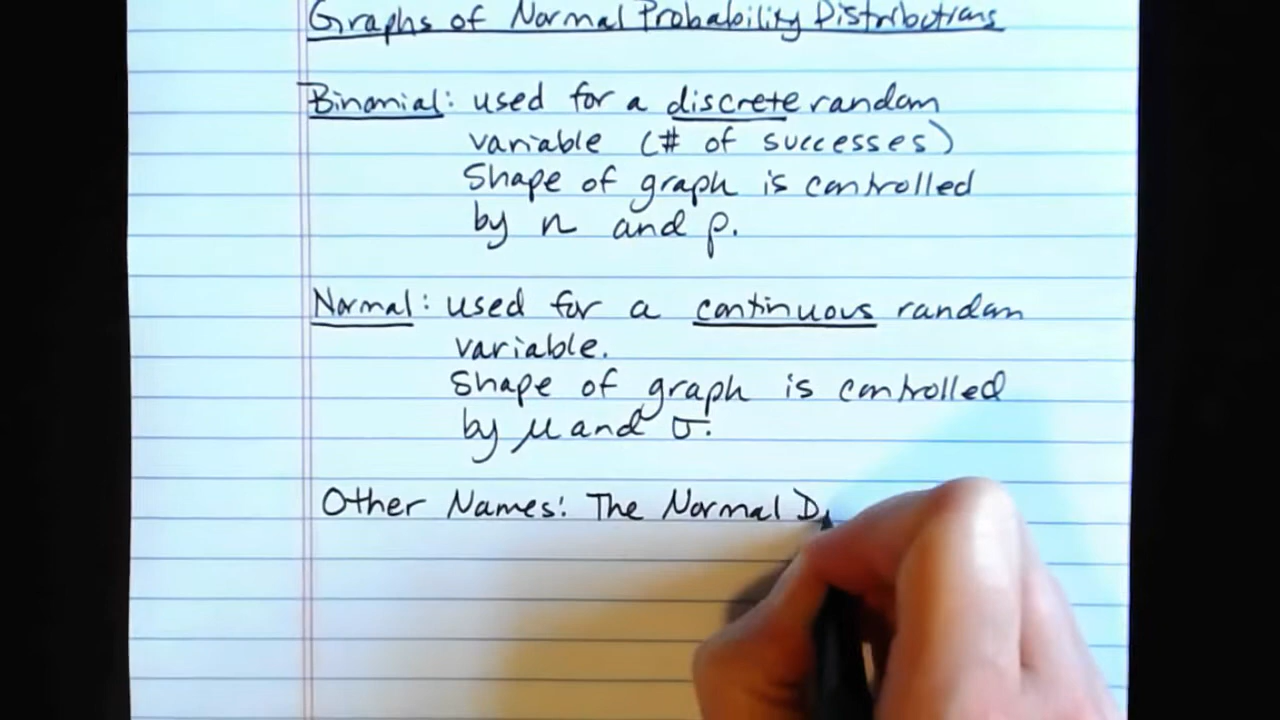 Graphs of Normal Probability Distributions
Binomial: used for a discrete random
variable (# of successes)
Shape of graph is controlled
by n and p.
Normal: used for a continuous random
variable.
Shape of graph is controlled
by μ and σ.
Other Names: The Normal D